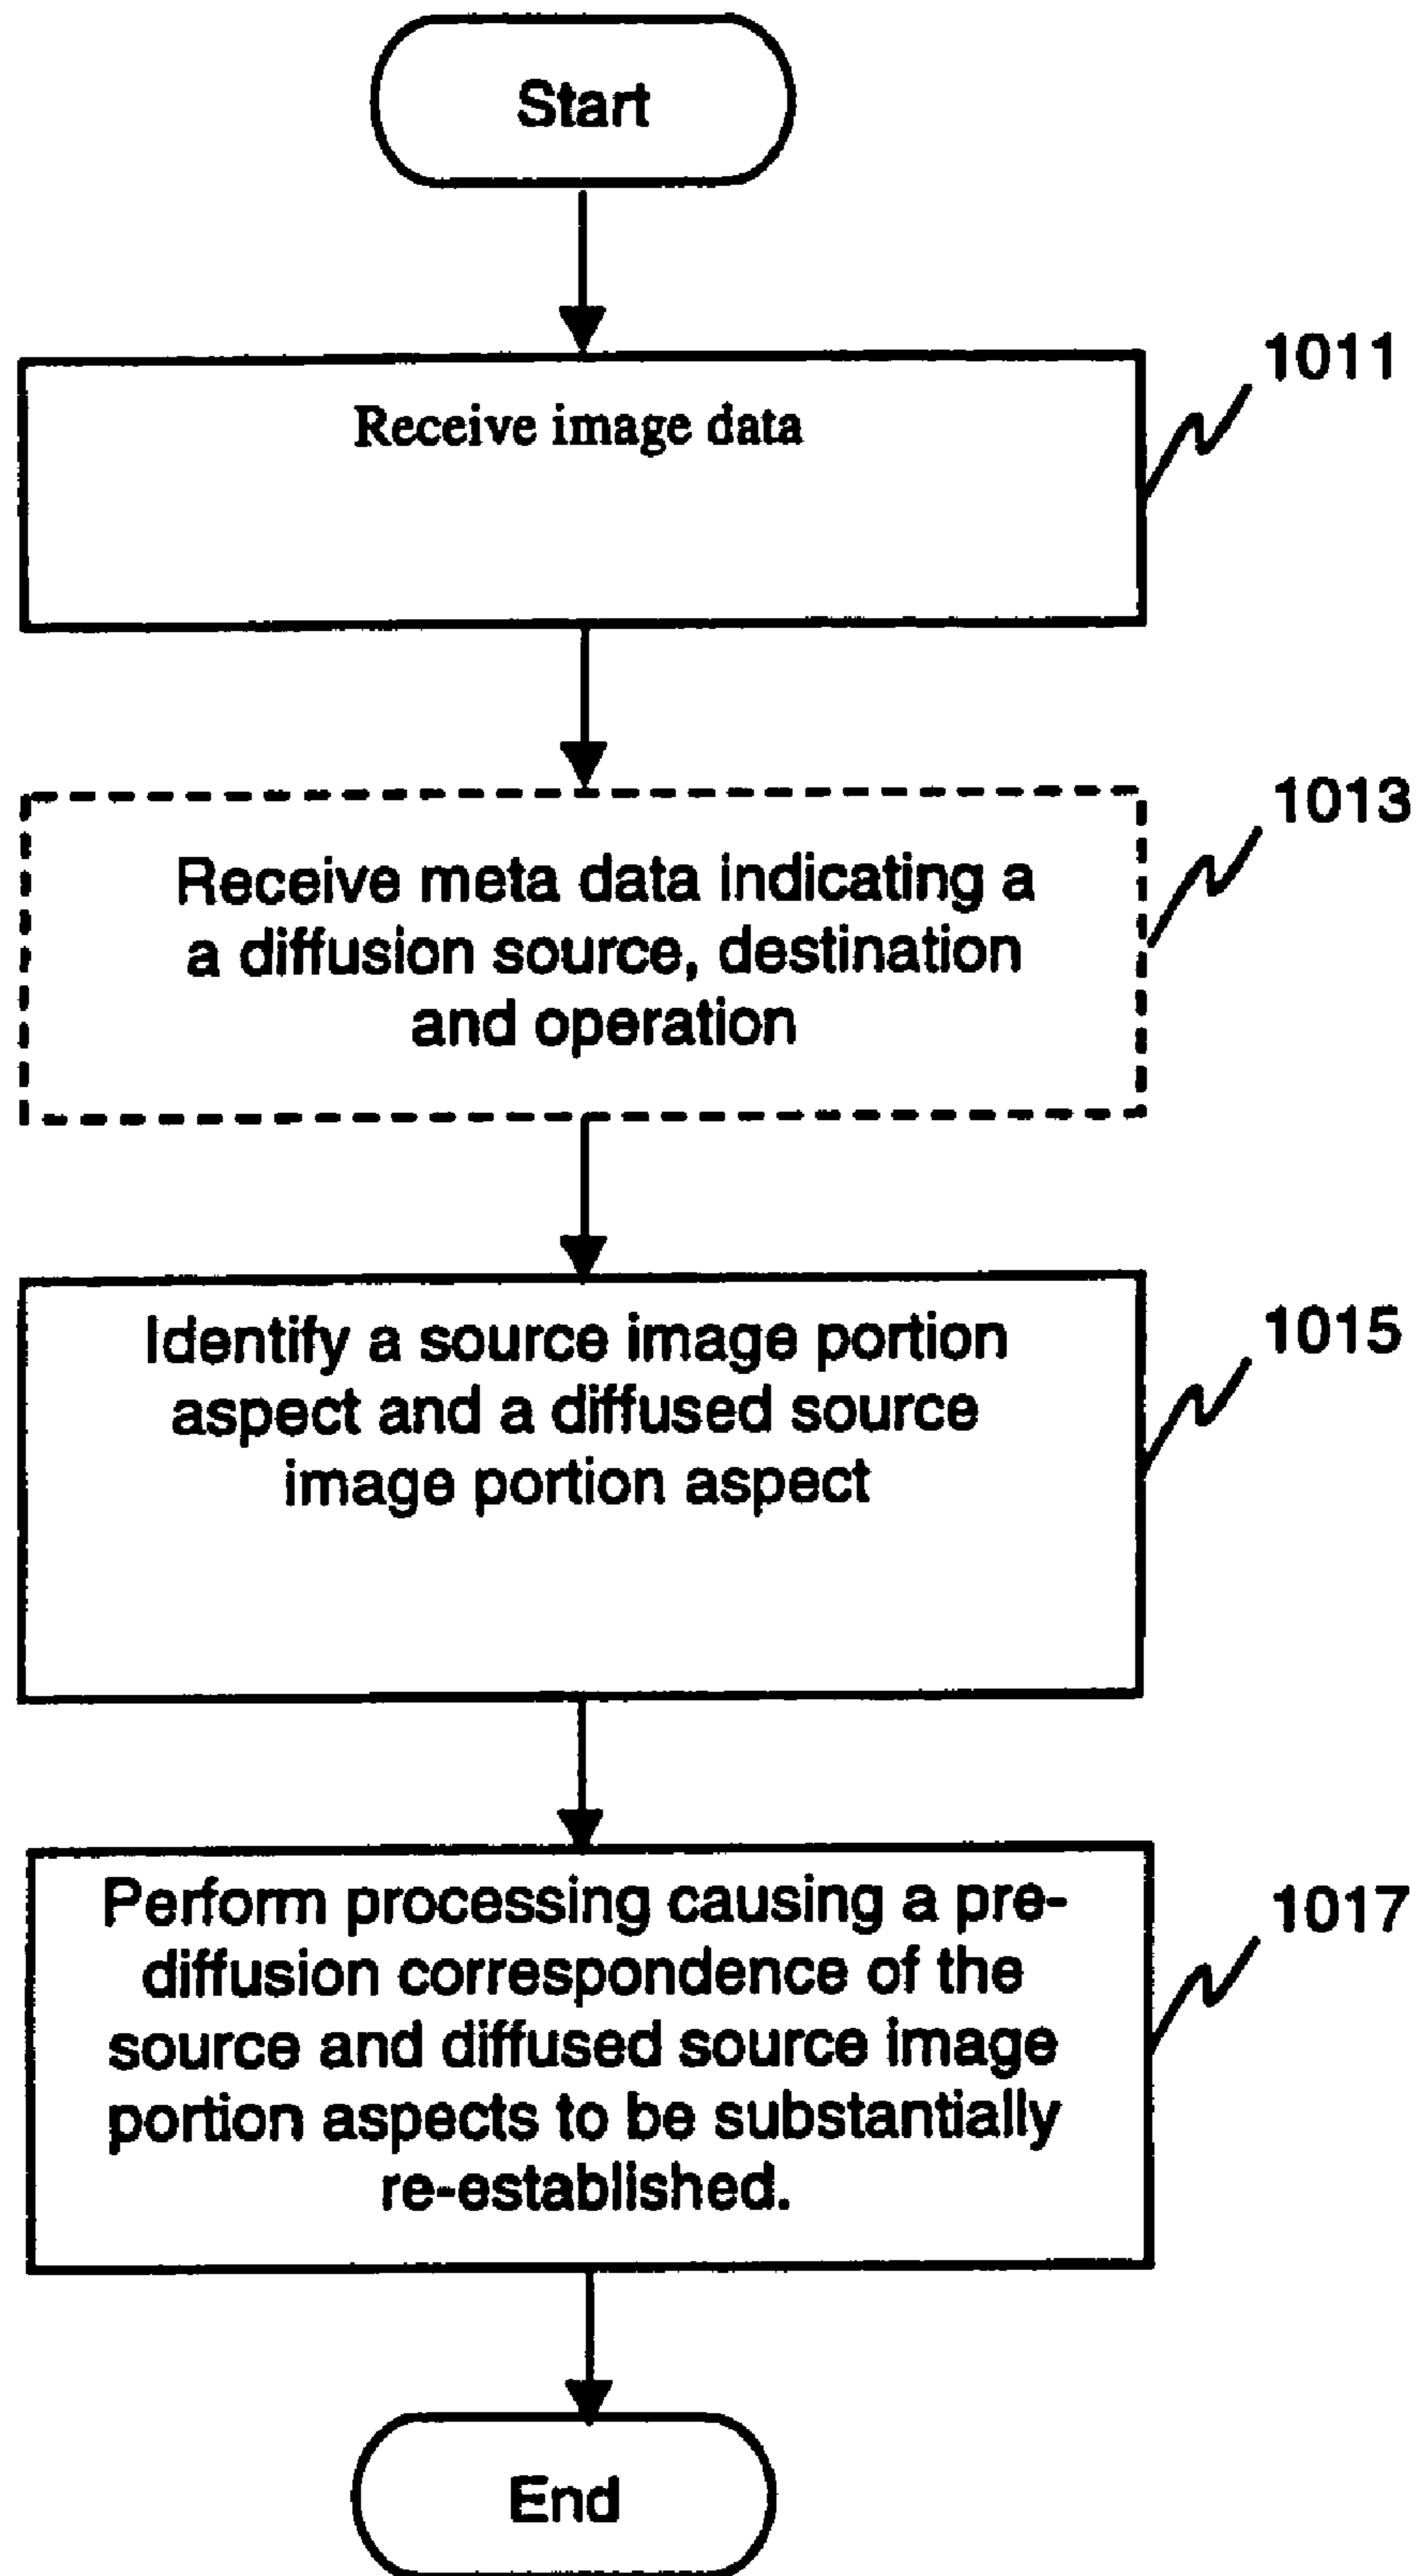 Start
1011
Receive image data
1013
Receive meta data indicating a
a diffusion source, destination
and operation
1015
Identify a source image portion
aspect and a diffused source
image portion aspect
1017
Perform processing causing a pre-
diffusion correspondence of the
source and diffused source image
portion aspects to be substantially
re-established.
End